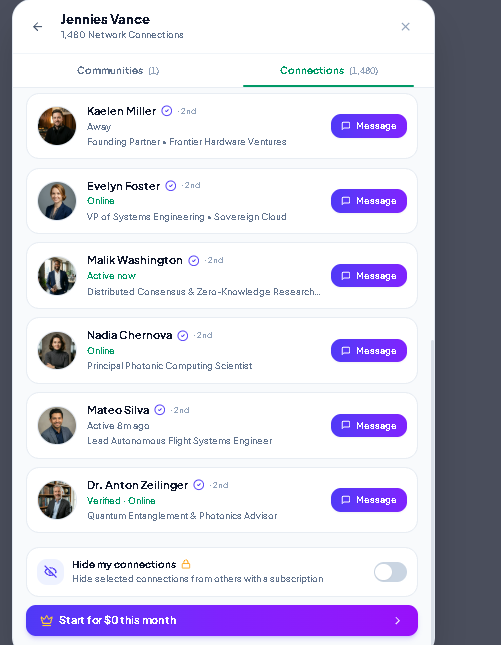 Jennies Vance
1,480 Network Connections
Communities (1)
Connections (1,480)
Kaelen Miller · 2nd
Away
Founding Partner • Frontier Hardware Ventures
Message
Evelyn Foster · 2nd
Online
VP of Systems Engineering • Sovereign Cloud
Message
Malik Washington · 2nd
Active now
Distributed Consensus & Zero-Knowledge Research...
Message
Nadia Chernova · 2nd
Online
Principal Photonic Computing Scientist
Message
Mateo Silva · 2nd
Active 8m ago
Lead Autonomous Flight Systems Engineer
Message
Dr. Anton Zeilinger · 2nd
Verified · Online
Quantum Entanglement & Photonics Advisor
Message
Hide my connections
Hide selected connections from others with a subscription
Start for $0 this month